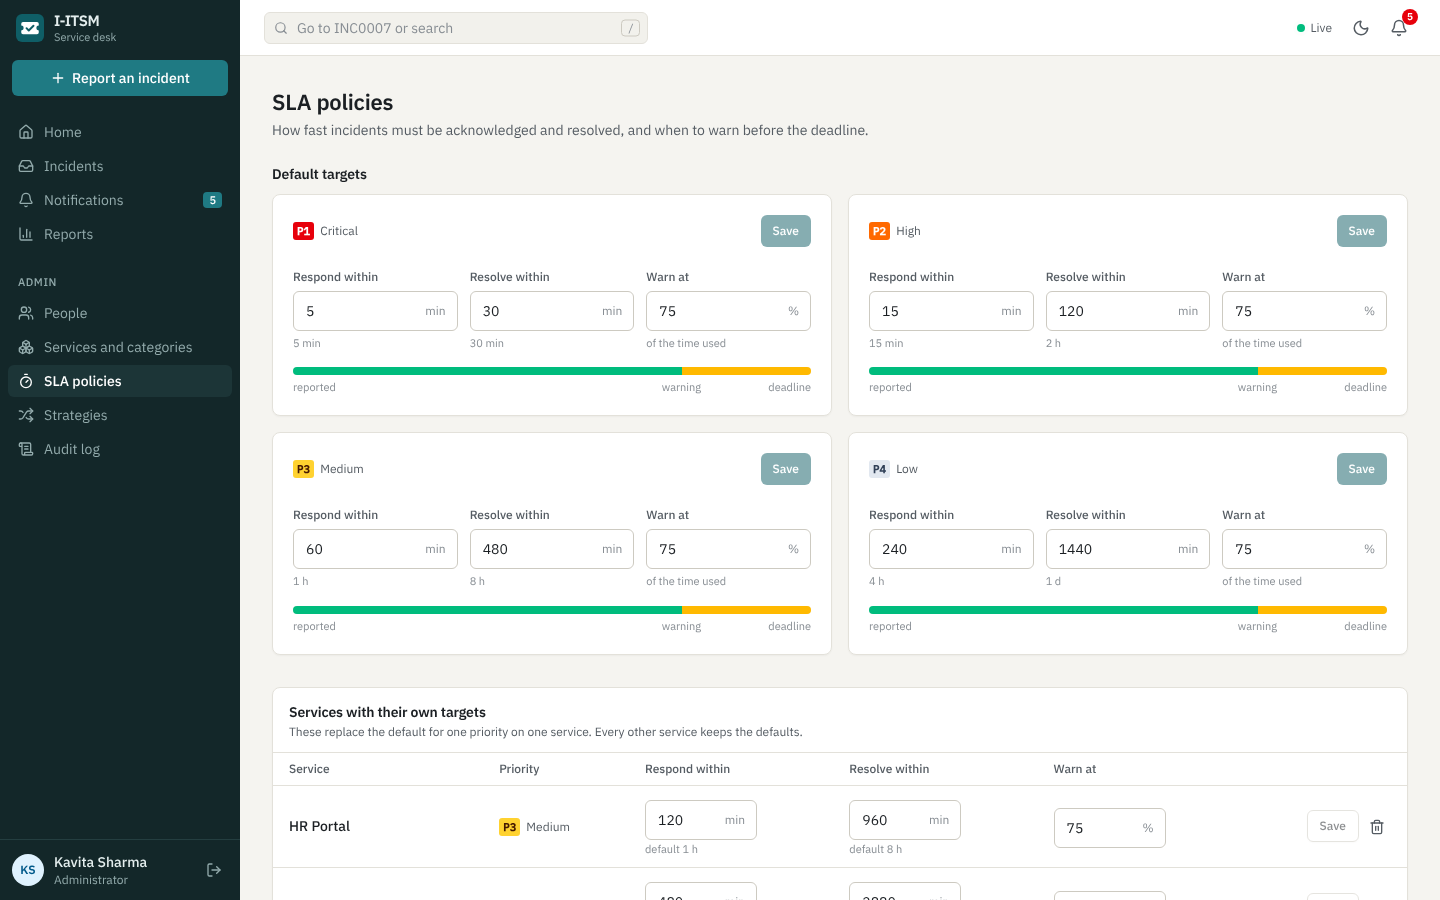 I-ITSM
Service desk
Report an incident
Home
Incidents
Notifications 5
Reports
ADMIN
People
Services and categories
SLA policies
Strategies
Audit log
KS
Kavita Sharma
Administrator
Go to INC0007 or search /
Live
5
SLA policies
How fast incidents must be acknowledged and resolved, and when to warn before the deadline.
Default targets
P1 Critical Save
Respond within Resolve within Warn at
5 min 30 min 75 %
5 min 30 min of the time used
reported warning deadline
P2 High Save
Respond within Resolve within Warn at
15 min 120 min 75 %
15 min 2 h of the time used
reported warning deadline
P3 Medium Save
Respond within Resolve within Warn at
60 min 480 min 75 %
1 h 8 h of the time used
reported warning deadline
P4 Low Save
Respond within Resolve within Warn at
240 min 1440 min 75 %
4 h 1 d of the time used
reported warning deadline
Services with their own targets
These replace the default for one priority on one service. Every other service keeps the defaults.
Service Priority Respond within Resolve within Warn at
HR Portal P3 Medium 120 min 960 min 75 % Save
default 1 h default 8 h